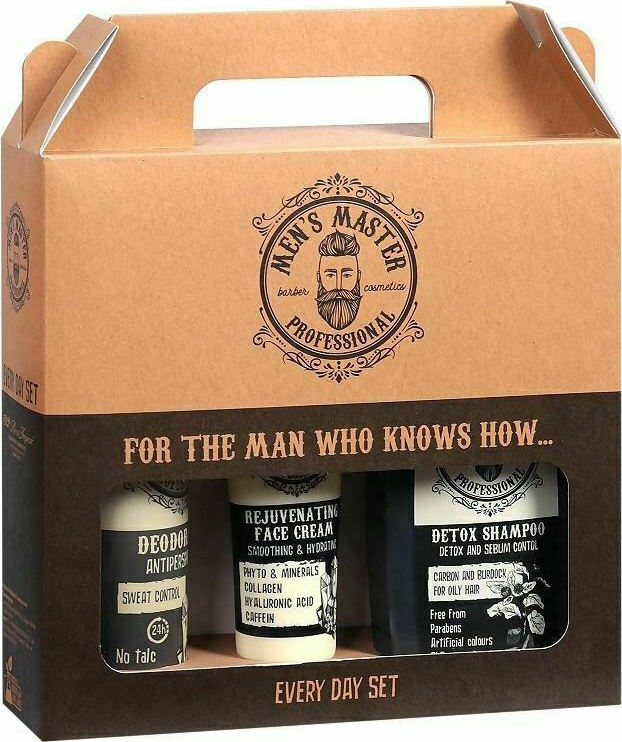 MEN'S MASTER
barber cosmetics
PROFESSIONAL
EVERY DAY SET
FOR THE MAN WHO KNOWS HOW...
PROFESSIONAL
SWEAT CONTROL
24h
No talc
REJUVENATING
FACE CREAM
SMOOTHING & HYDRATING
PHYTO & MINERALS
COLLAGEN
HYALURONIC ACID
CAFFEIN
PROFESSIONAL
DETOX SHAMPOO
DETOX AND SEBUM CONTOL
CARBON AND BURDOCK
FOR OILY HAIR
Free From
Parabens
Artificial colours
EVERY DAY SET